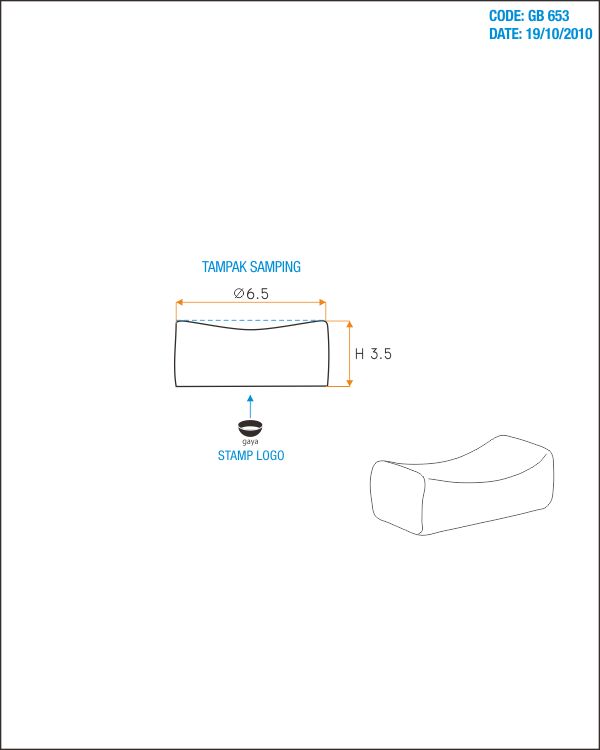 CODE: GB 653
DATE: 19/10/2010
TAMPAK SAMPING
∅6.5
H 3.5
gaya
STAMP LOGO